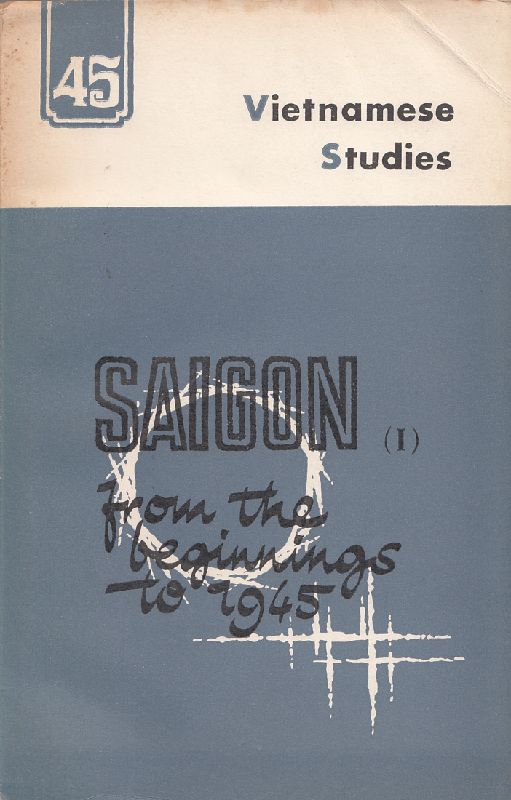 45
Vietnamese
Studies
SAIGON (I)
from the
beginnings
to 1945